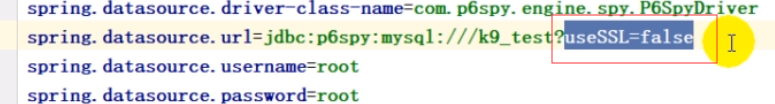 spring.datasource.driver-class-name=com.p6spy.engine.spy.P6SpyDriver
spring.datasource.url=jdbc:p6spy:mysql:///k9_test?useSSL=false
spring.datasource.username=root
spring.datasource.password=root